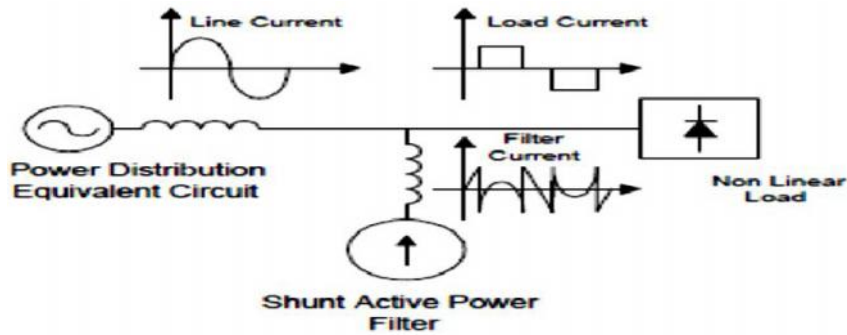 Line Current
Load Current
Power Distribution
Equivalent Circuit
Filter
Current
Non Linear
Load
Shunt Active Power
Filter